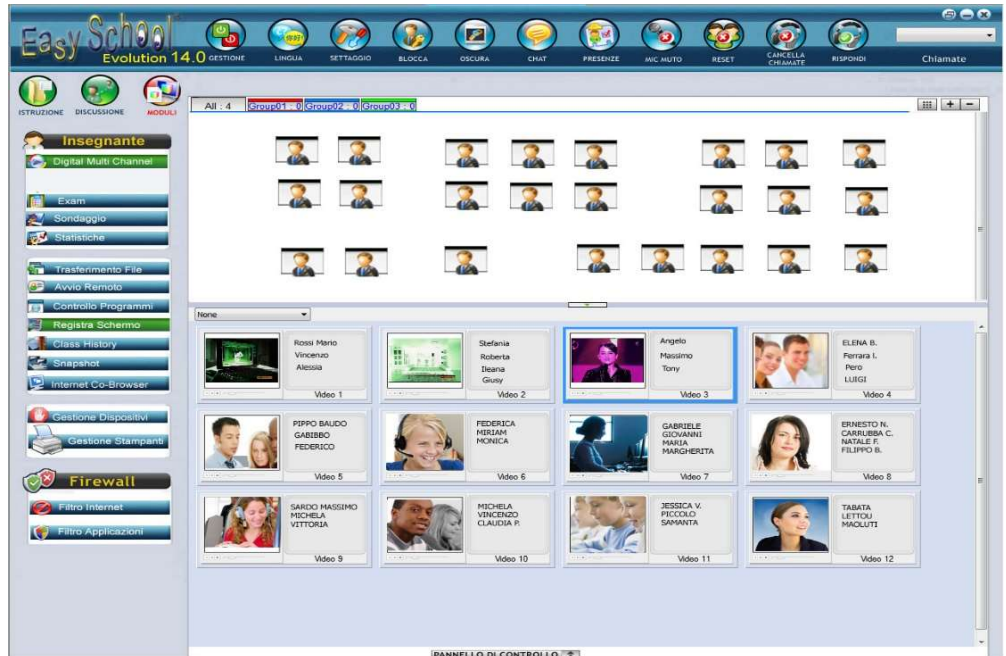 Easy School
Evolution 14.0
GESTIONE
LINGUA
SETTAGGIO
BLOCCA
OSCURA
CHAT
PRESENZE
MIC MUTO
RESET
CANCELLA CHIAMATE
RISPONDI
Chiamate
ISTRUZIONE
DISCUSSIONE
MODULI
All : 4
Group01 : 0
Group02 : 0
Group03 : 0
Insegnante
Digital Multi Channel
Exam
Sondaggio
Statistiche
Trasferimento File
Avvio Remoto
Controllo Programmi
Registra Schermo
Class History
Snapshot
Internet Co-Browser
Gestione Dispositivi
Gestione Stampanti
Firewall
Filtro Internet
Filtro Applicazioni
None
Rossi Mario
Vincenzo
Alessia
Video 1
Stefania
Roberta
Ileana
Giusy
Video 2
Angelo
Massimo
Tony
Video 3
ELENA B.
Ferrara I.
Pero
LUIGI
Video 4
PIPPO BAUDO
GABIBBO
FEDERICO
Video 5
FEDERICA
MIRIAM
MONICA
Video 6
GABRIELE
GIOVANNI
MARIA
MARGHERITA
Video 7
ERNESTO N.
CARRUBBA C.
NATALE F.
FILIPPO B.
Video 8
SARDO MASSIMO
MICHELA
VITTORIA
Video 9
MICHELA
VINCENZO
CLAUDIA P.
Video 10
JESSICA V.
PICCOLO
SAMANTA
Video 11
TABATA
LETTOU
MAOLUTI
Video 12
PANNELLO DI CONTROLLO